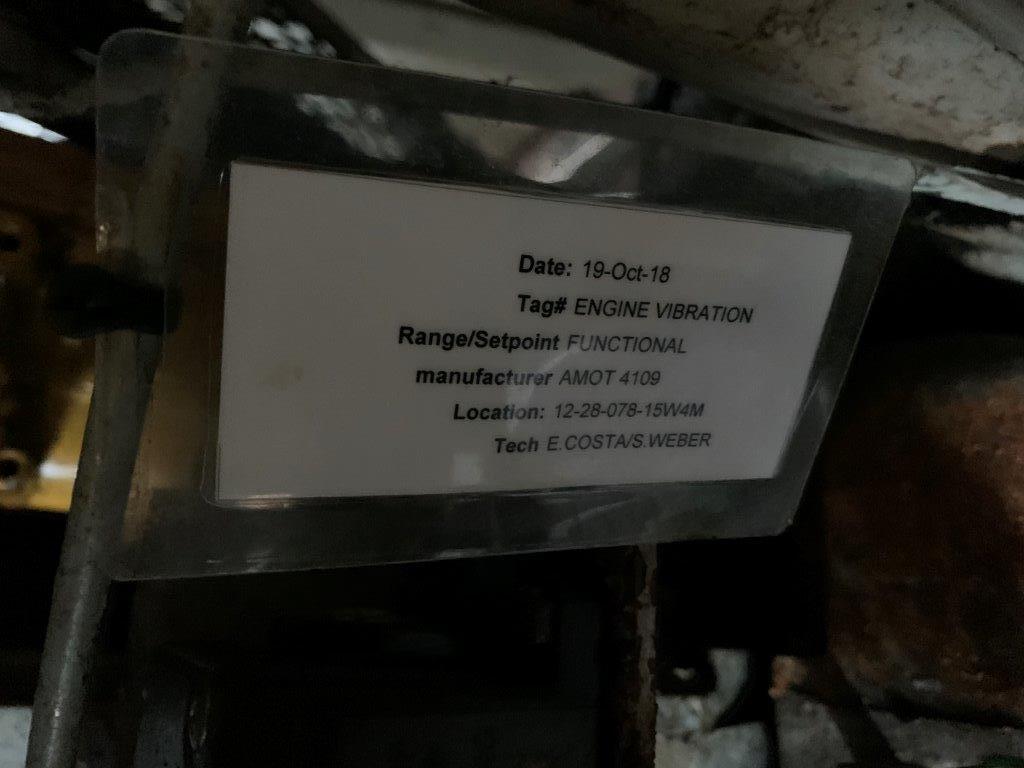 Date: 19-Oct-18
Tag# ENGINE VIBRATION
Range/Setpoint FUNCTIONAL
manufacturer AMOT 4109
Location: 12-28-078-15W4M
Tech E.COSTA/S.WEBER